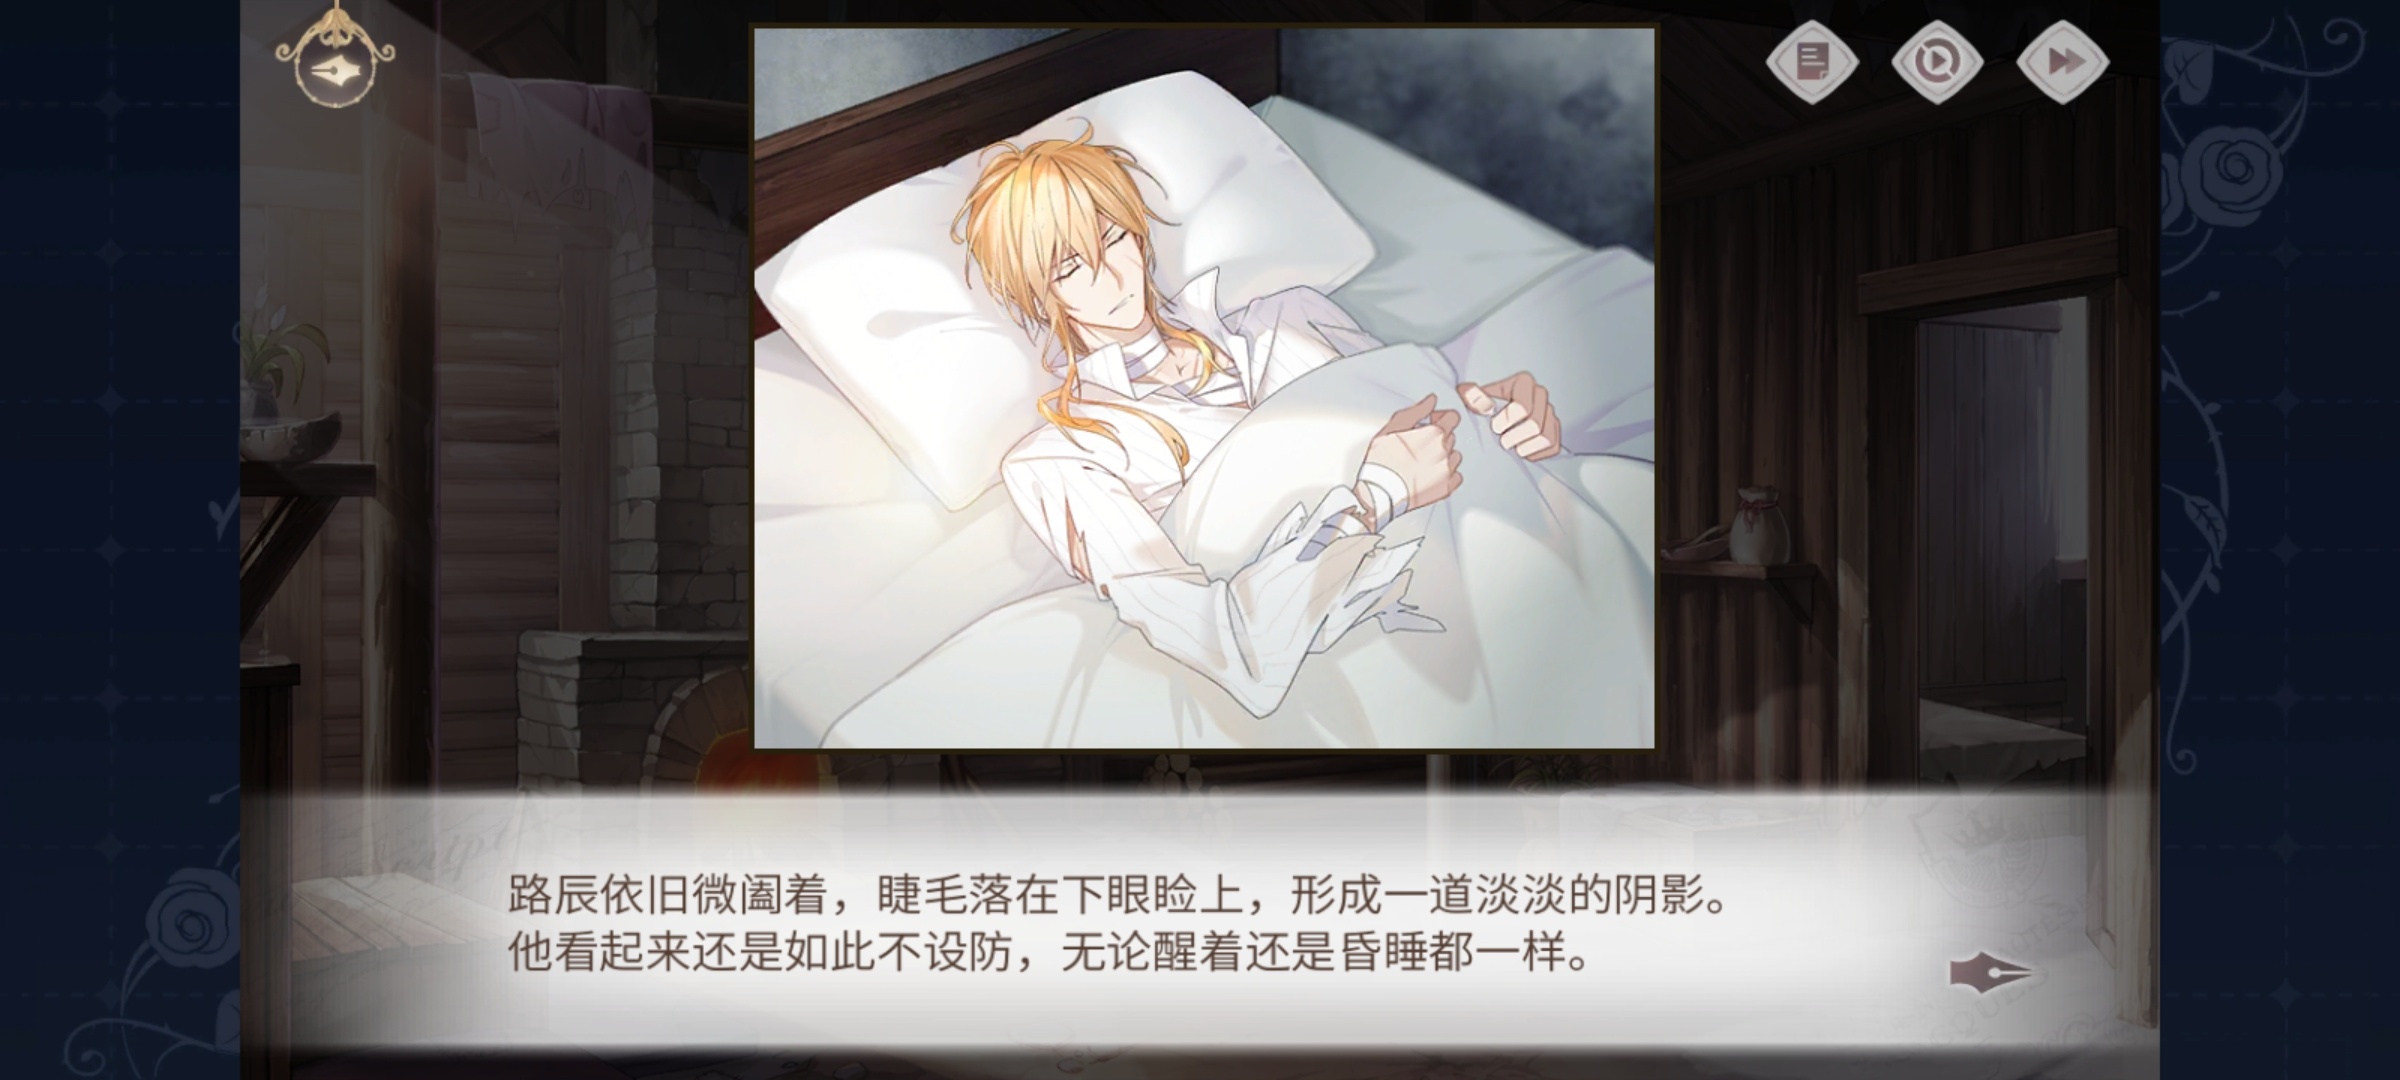 路辰依旧微阖着，睫毛落在下眼睑上，形成一道淡淡的阴影。
他看起来还是如此不设防，无论醒着还是昏睡都一样。